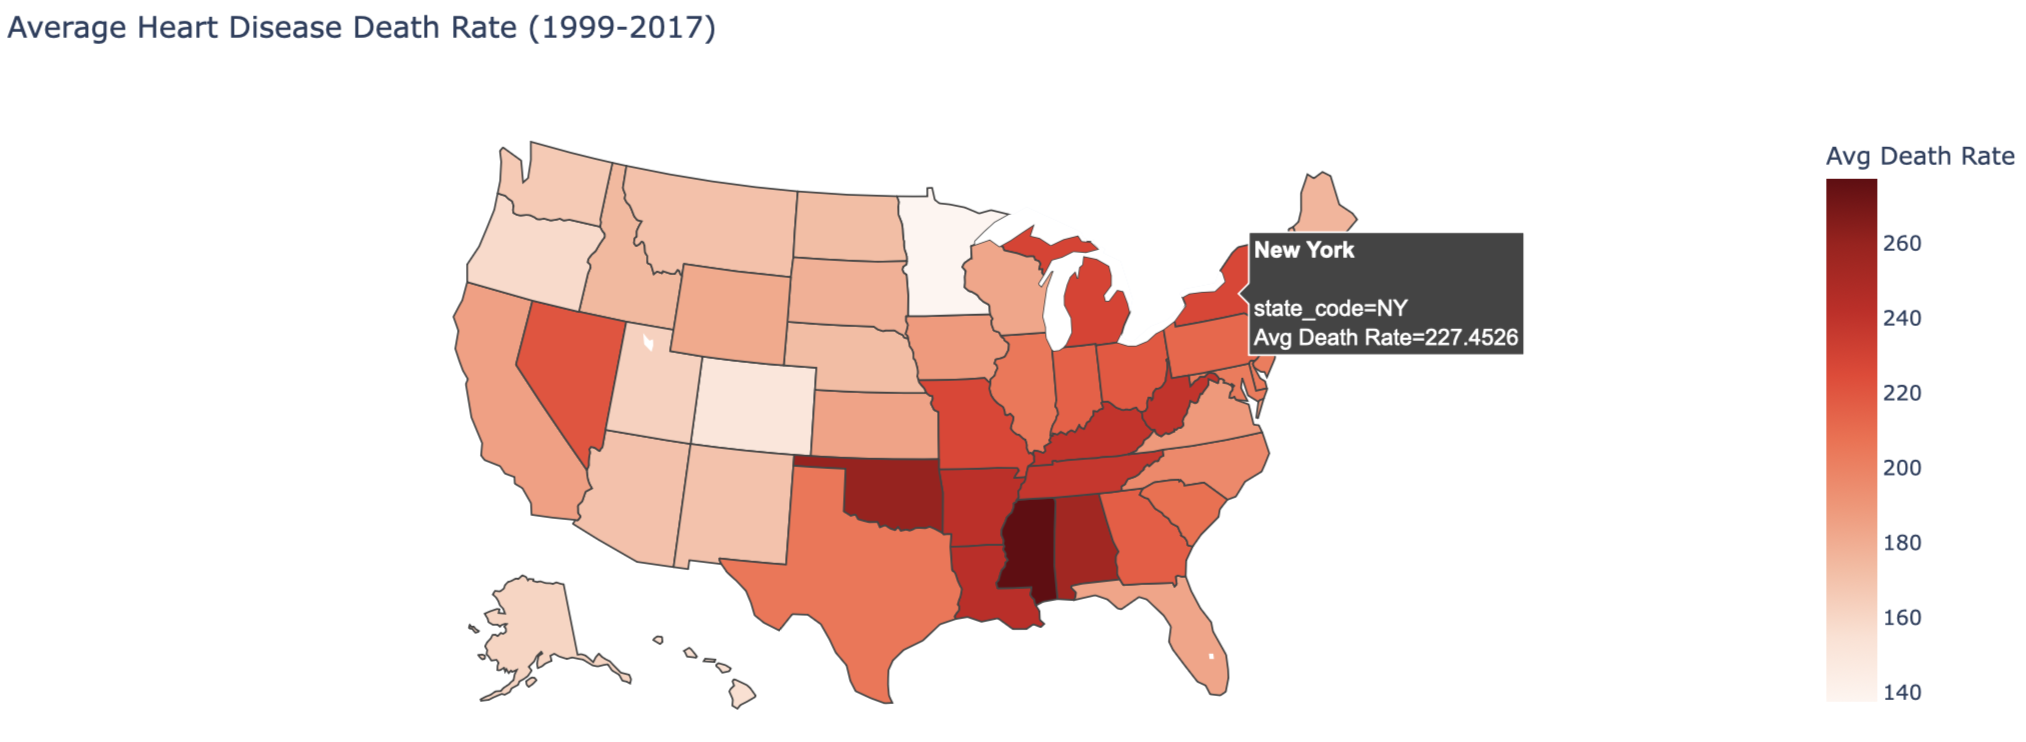 Average Heart Disease Death Rate (1999-2017)
New York
state_code=NY
Avg Death Rate=227.4526
Avg Death Rate
260
240
220
200
180
160
140